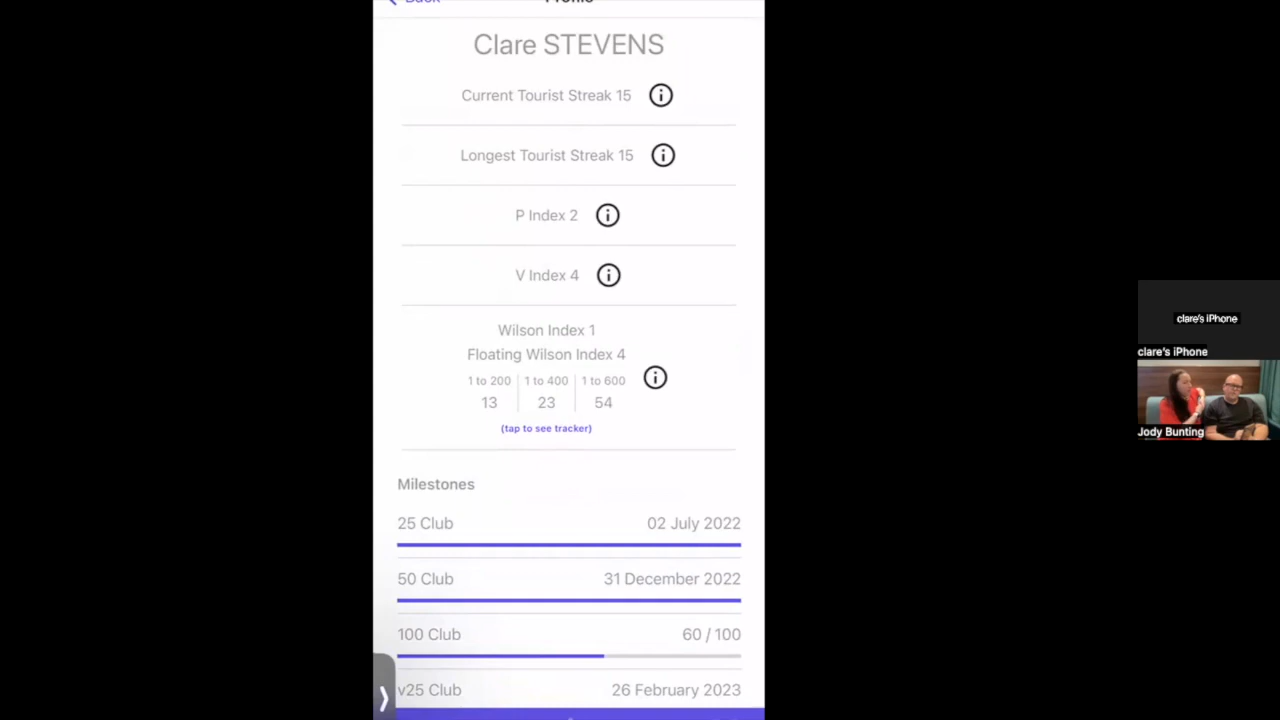 Back Profile
Clare STEVENS
Current Tourist Streak 15
Longest Tourist Streak 15
P Index 2
V Index 4
Wilson Index 1
Floating Wilson Index 4
1 to 200 1 to 400 1 to 600
13 23 54
(tap to see tracker)
Milestones
25 Club 02 July 2022
50 Club 31 December 2022
100 Club 60 / 100
v25 Club 26 February 2023
clare's iPhone
clare's iPhone
Jody Bunting